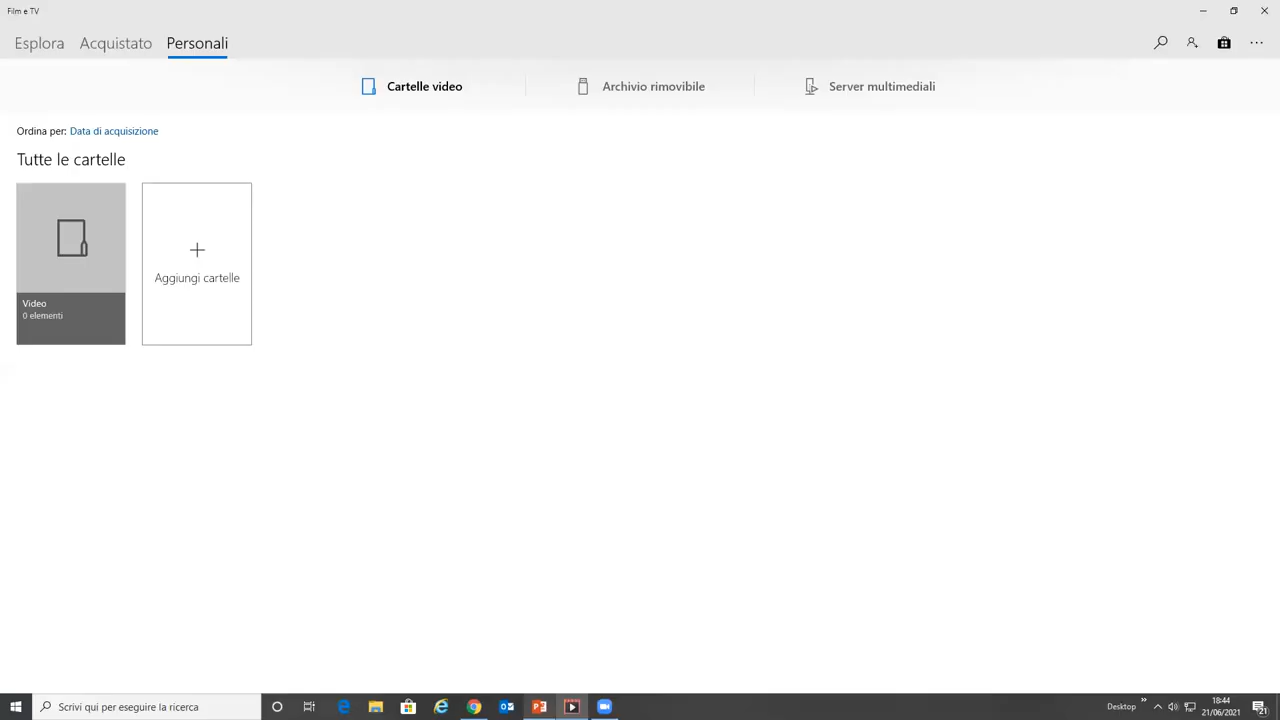 Film e TV
Esplora Acquistato Personali
Cartelle video Archivio rimovibile Server multimediali
Ordina per: Data di acquisizione
Tutte le cartelle
Video
0 elementi
Aggiungi cartelle
Scrivi qui per eseguire la ricerca
Desktop
18:44
21/06/2021